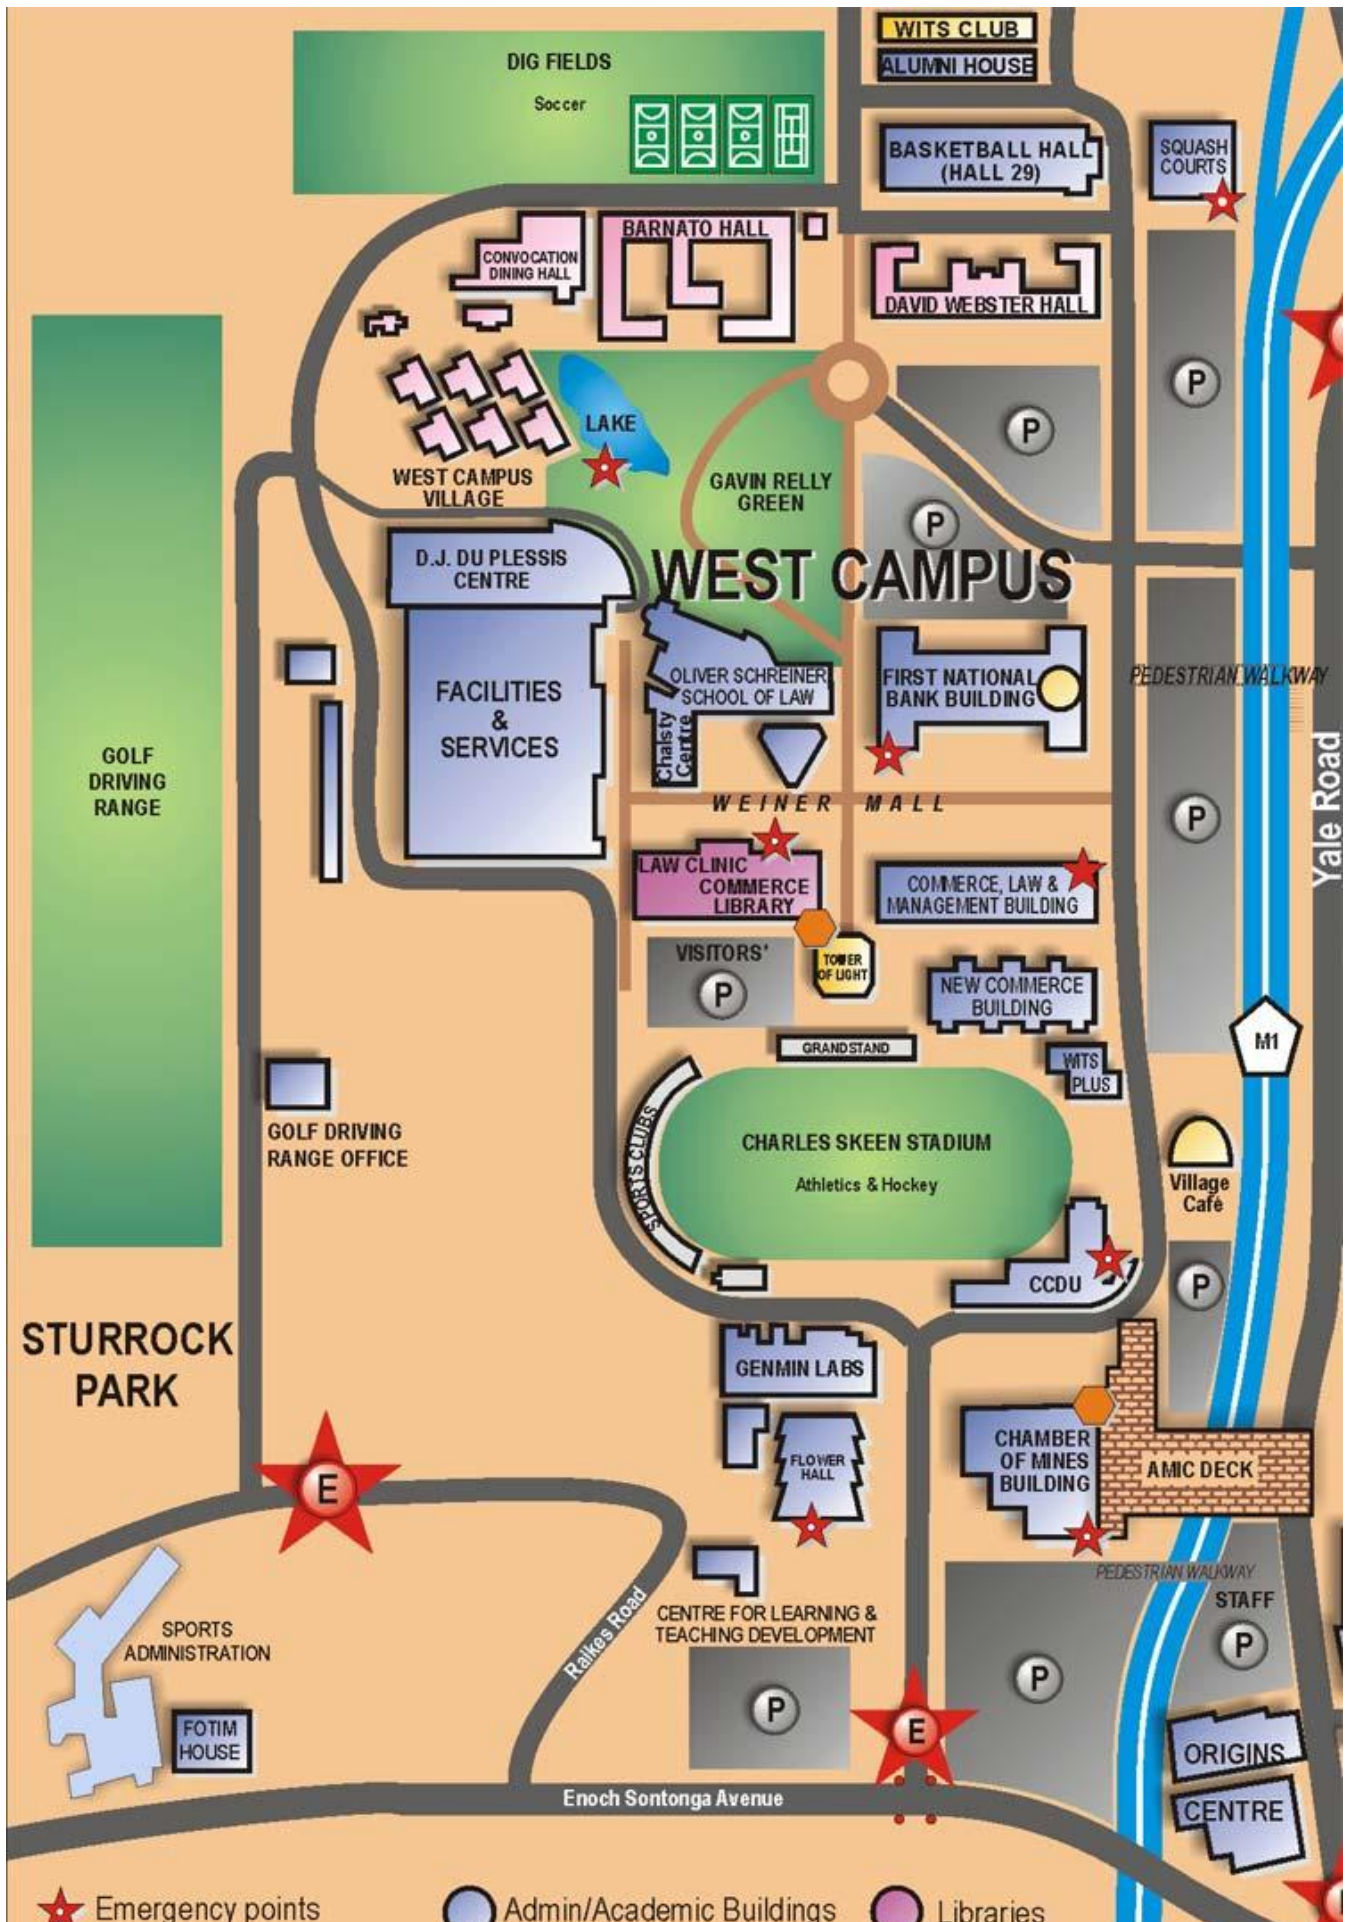 WITS CLUB
ALUMNI HOUSE
DIG FIELDS
Soccer
BASKETBALL HALL
(HALL 29)
SQUASH
COURTS
BARNATO HALL
CONVOCATION
DINING HALL
DAVID WEBSTER HALL
P
P
LAKE
WEST CAMPUS
VILLAGE
GAVIN RELLY
GREEN
P
D.J. DU PLESSIS
CENTRE
WEST CAMPUS
OLIVER SCHREINER
SCHOOL OF LAW
FIRST NATIONAL
BANK BUILDING
PEDESTRIAN WALKWAY
FACILITIES
&
SERVICES
Chalsty
Centre
GOLF
DRIVING
RANGE
Yale Road
WEINER MALL
P
LAW CLINIC
COMMERCE
LIBRARY
COMMERCE, LAW &
MANAGEMENT BUILDING
VISITORS'
P
TOWER
OF LIGHT
NEW COMMERCE
BUILDING
GRANDSTAND
M1
WITS
PLUS
GOLF DRIVING
RANGE OFFICE
SPORTS CLUBS
CHARLES SKEEN STADIUM
Athletics & Hockey
Village
Café
CCDU
P
STURROCK
PARK
GENMIN LABS
CHAMBER
OF MINES
BUILDING
AMIC DECK
FLOWER
HALL
E
PEDESTRIAN WALKWAY
STAFF
P
SPORTS
ADMINISTRATION
Raikes Road
CENTRE FOR LEARNING &
TEACHING DEVELOPMENT
P
P
E
FOTIM
HOUSE
ORIGINS
CENTRE
Enoch Sontonga Avenue
Emergency points
Admin/Academic Buildings
Libraries